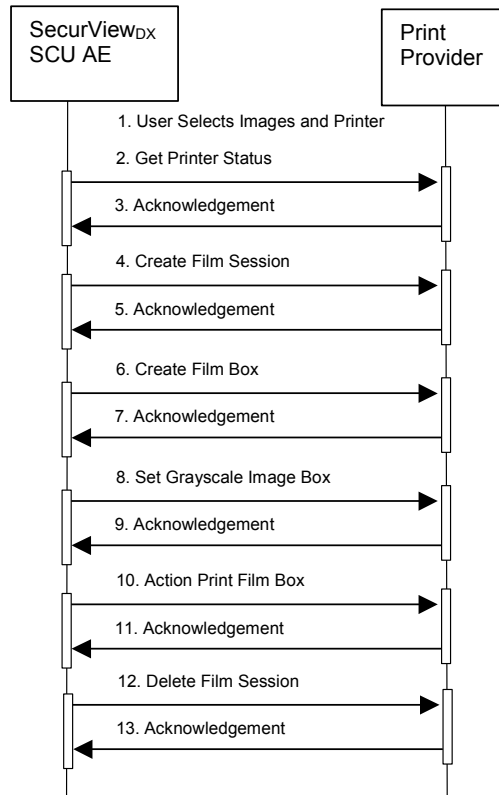 SecurViewDX
SCU AE
Print
Provider
1. User Selects Images and Printer
2. Get Printer Status
3. Acknowledgement
4. Create Film Session
5. Acknowledgement
6. Create Film Box
7. Acknowledgement
8. Set Grayscale Image Box
9. Acknowledgement
10. Action Print Film Box
11. Acknowledgement
12. Delete Film Session
13. Acknowledgement